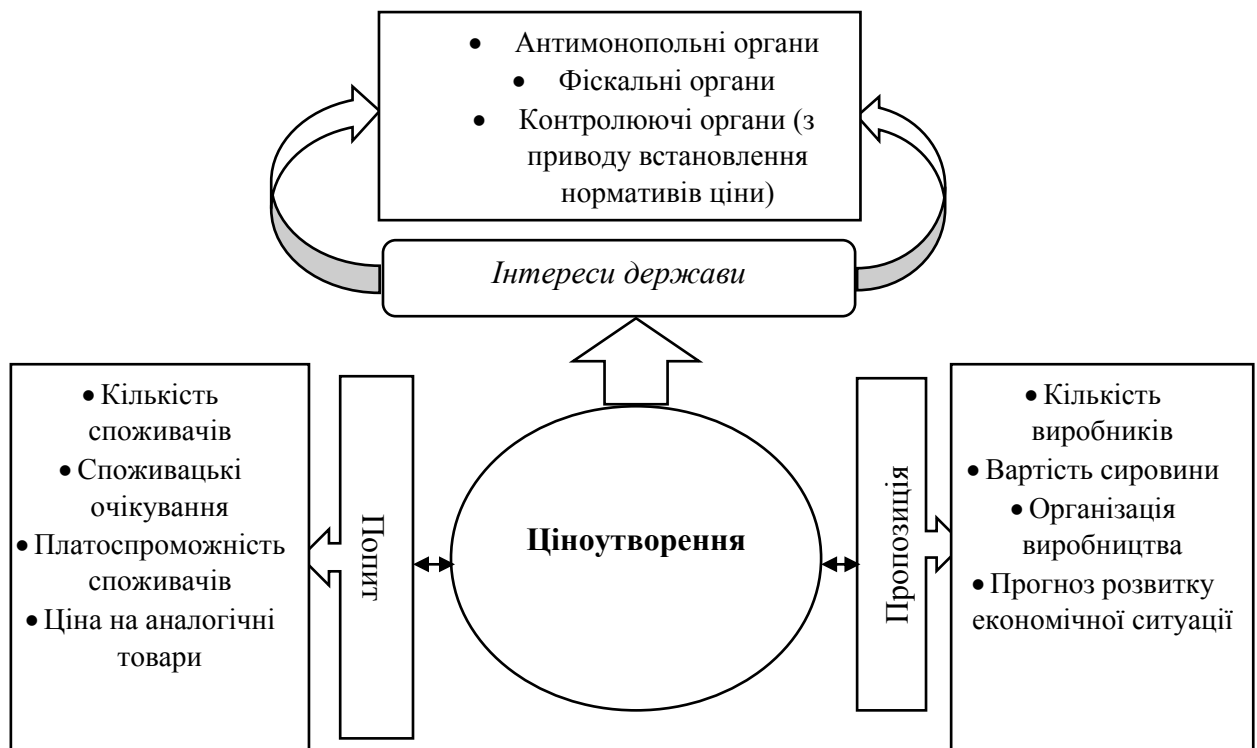 • Антимонопольні органи
• Фіскальні органи
• Контролюючі органи (з
приводу встановлення
нормативів ціни)
Інтереси держави
• Кількість
споживачів
• Споживацькі
очікування
• Платоспроможність
споживачів
• Ціна на аналогічні
товари
Попит
Ціноутворення
Пропозиція
• Кількість
виробників
• Вартість сировини
• Організація
виробництва
• Прогноз розвитку
економічної ситуації